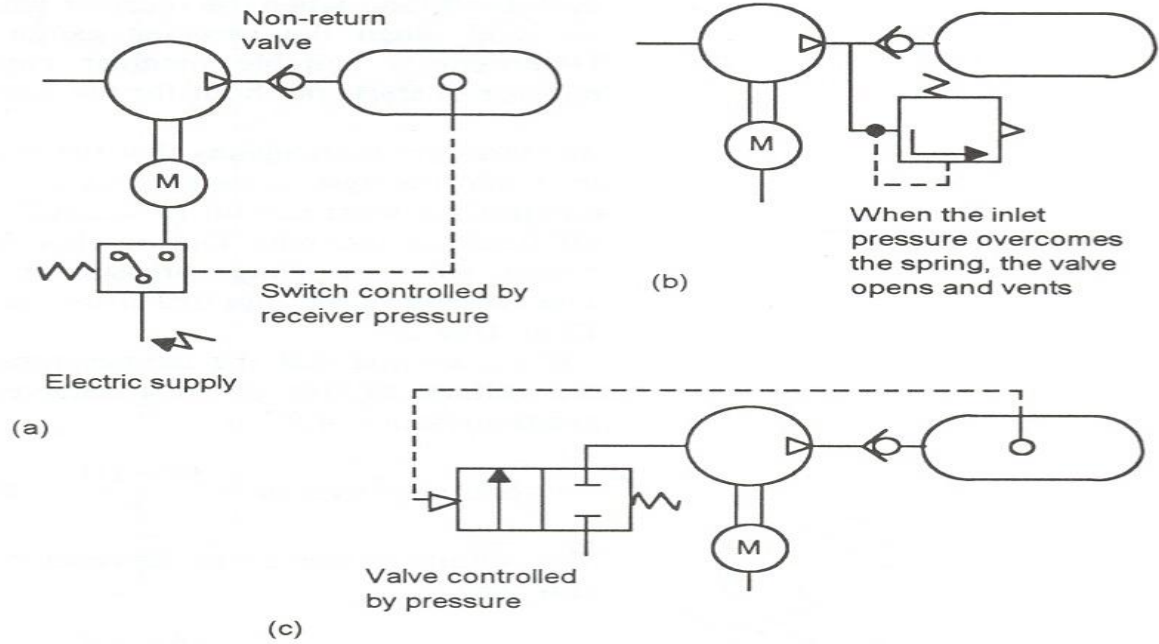 Non-return
valve
M
Switch controlled by
receiver pressure
Electric supply
(a)
M
When the inlet
pressure overcomes
the spring, the valve
opens and vents
(b)
M
Valve controlled
by pressure
(c)